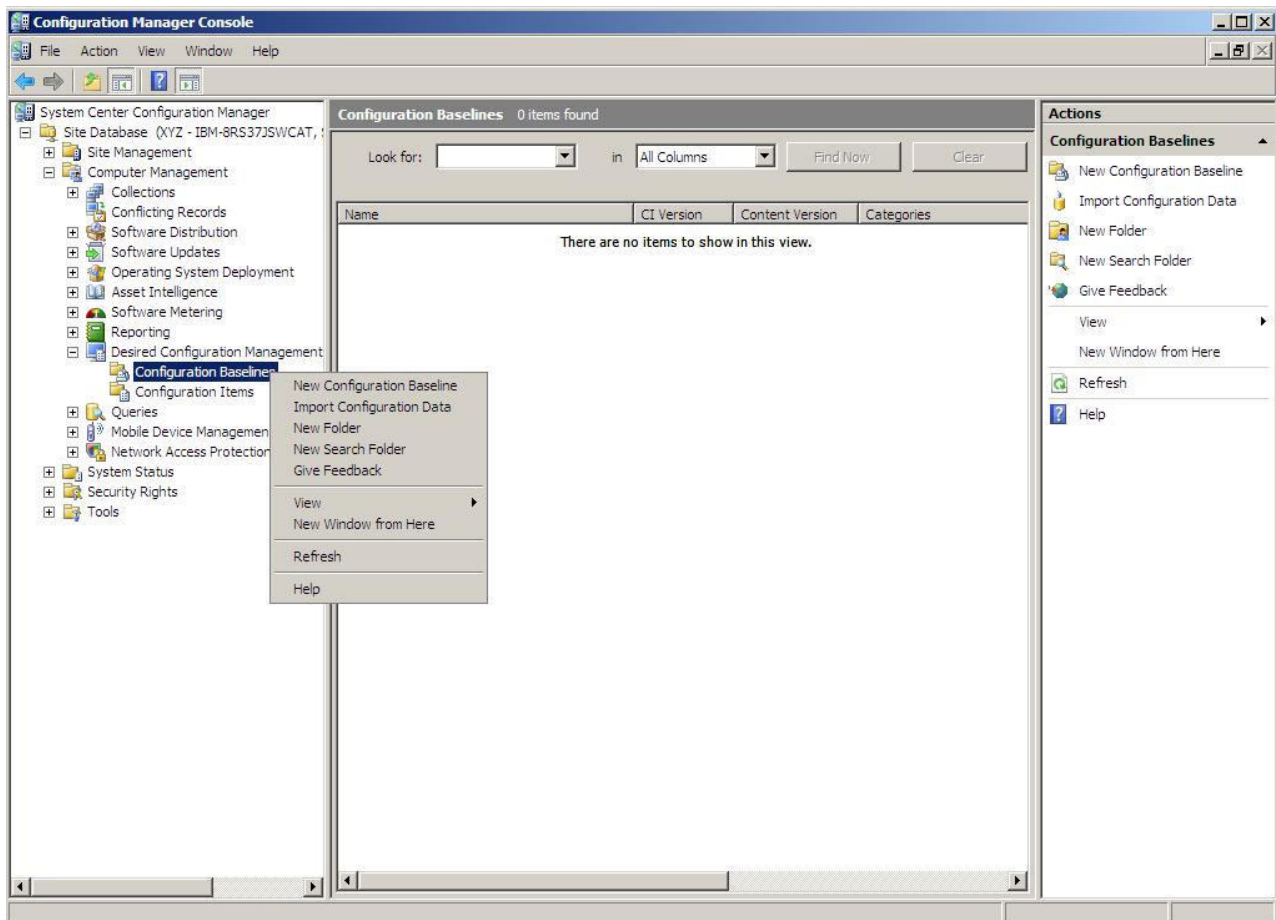 Configuration Manager Console
File Action View Window Help
System Center Configuration Manager
Site Database (XYZ - IBM-8RS37JSWCAT,
Site Management
Computer Management
Collections
Conflicting Records
Software Distribution
Software Updates
Operating System Deployment
Asset Intelligence
Software Metering
Reporting
Desired Configuration Management
Configuration Baselines
Configuration Items
Queries
Mobile Device Managemen
Network Access Protection
System Status
Security Rights
Tools
New Configuration Baseline
Import Configuration Data
New Folder
New Search Folder
Give Feedback
View
New Window from Here
Refresh
Help
Configuration Baselines 0 items found
Look for: in All Columns Find Now Clear
Name CI Version Content Version Categories
There are no items to show in this view.
Actions
Configuration Baselines
New Configuration Baseline
Import Configuration Data
New Folder
New Search Folder
Give Feedback
View
New Window from Here
Refresh
Help